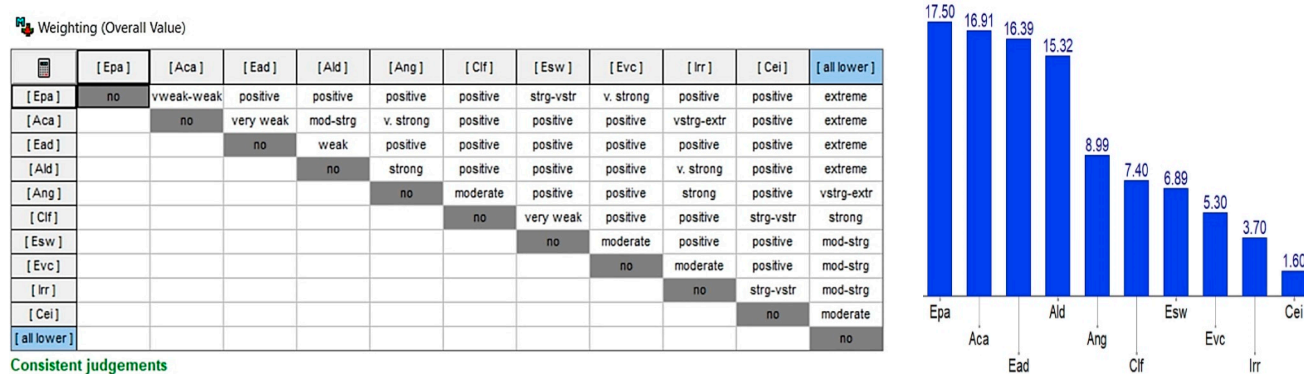 Weighting (Overall Value)
[ Epa ] [ Aca ] [ Ead ] [ Ald ] [ Ang ] [ Clf ] [ Esw ] [ Evc ] [ Irr ] [ Cei ] [ all lower ]
[ Epa ] no vweak-weak positive positive positive positive strg-vstr v. strong positive positive extreme
[ Aca ] no very weak mod-strg v. strong positive positive positive vstrg-extr positive extreme
[ Ead ] no weak positive positive positive positive positive positive extreme
[ Ald ] no strong positive positive positive v. strong positive extreme
[ Ang ] no moderate positive positive strong positive vstrg-extr
[ Clf ] no very weak positive positive strg-vstr strong
[ Esw ] no moderate positive positive mod-strg
[ Evc ] no moderate positive mod-strg
[ Irr ] no strg-vstr mod-strg
[ Cei ] no moderate
[ all lower ] no
Consistent judgements
17.50 16.91 16.39 15.32 8.99 7.40 6.89 5.30 3.70 1.60
Epa Ald Esw Cei
Aca Ang Evc
Ead Clf Irr